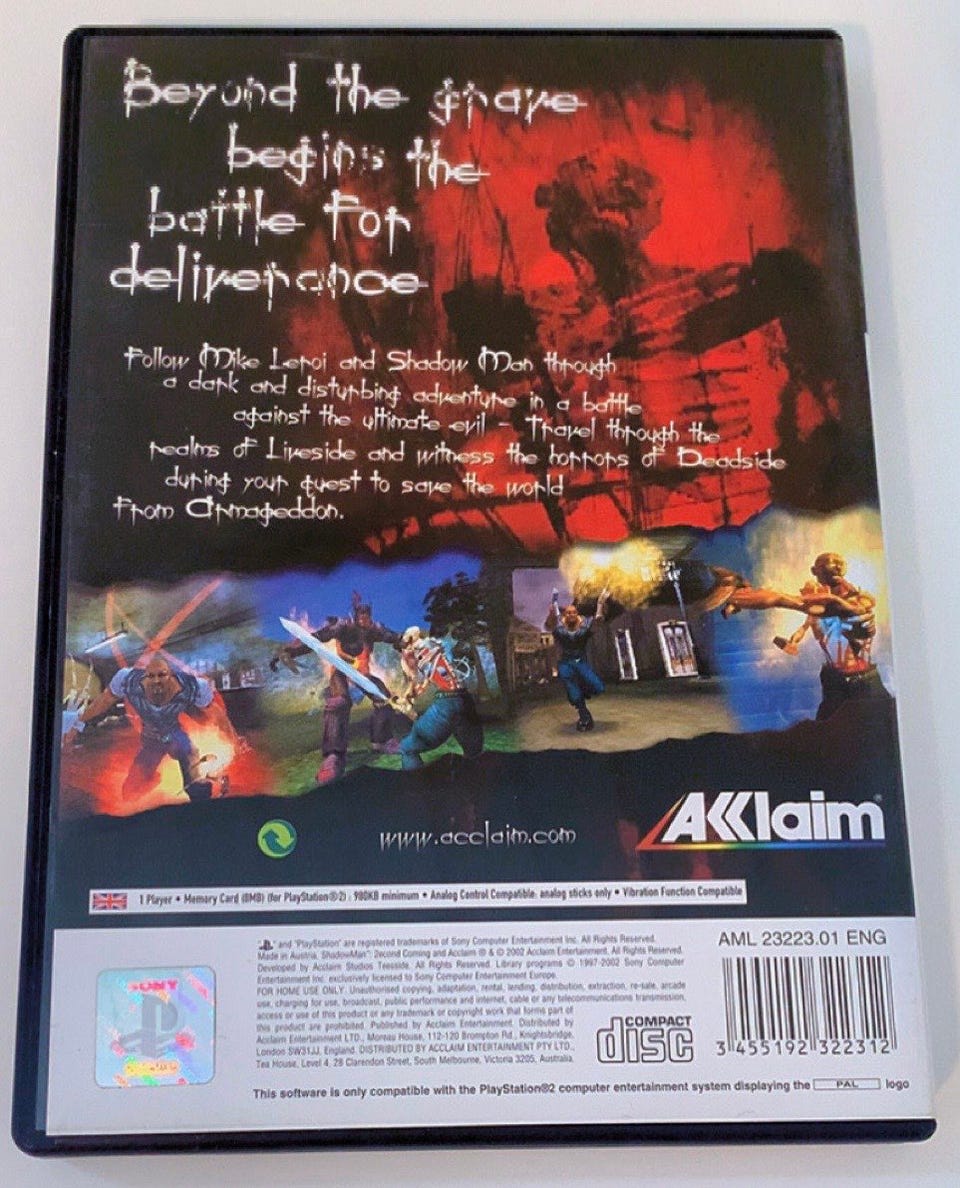 Beyond the grave
begins the
battle for
deliverance
Follow Mike Leroi and Shadow Man through
a dark and disturbing adventure in a battle
against the ultimate evil - Travel through the
realms of Liveside and witness the horrors of Deadside
during your quest to save the world
from Armageddon.
www.acclaim.com
AKKlaim
1 Player • Memory Card (8MB) (for PlayStation®2) : 980KB minimum • Analog Control Compatible: analog sticks only • Vibration Function Compatible
"PS" and "PlayStation" are registered trademarks of Sony Computer Entertainment Inc. All Rights Reserved.
Made in Austria. ShadowMan™: 2econd Coming and Acclaim ® & © 2002 Acclaim Entertainment. All Rights Reserved.
Developed by Acclaim Studios Teesside. All Rights Reserved. Library programs © 1997-2002 Sony Computer
Entertainment Inc. exclusively licensed to Sony Computer Entertainment Europe.
FOR HOME USE ONLY. Unauthorised copying, adaptation, rental, lending, distribution, extraction, re-sale, arcade
use, charging for use, broadcast, public performance and internet, cable or any telecommunications transmission,
access or use of this product or any trademark or copyright work that forms part of
this product are prohibited. Published by Acclaim Entertainment. Distributed by
Acclaim Entertainment LTD., Moreau House, 112-120 Brompton Rd., Knightsbridge,
London SW31JJ, England. DISTRIBUTED BY ACCLAIM ENTERTAINMENT PTY LTD.,
Tea House, Level 4, 28 Clarendon Street, South Melbourne, Victoria 3205, Australia.
AML 23223.01 ENG
SONY
COMPACT
disc
3 455192 322312
This software is only compatible with the PlayStation®2 computer entertainment system displaying the PAL logo